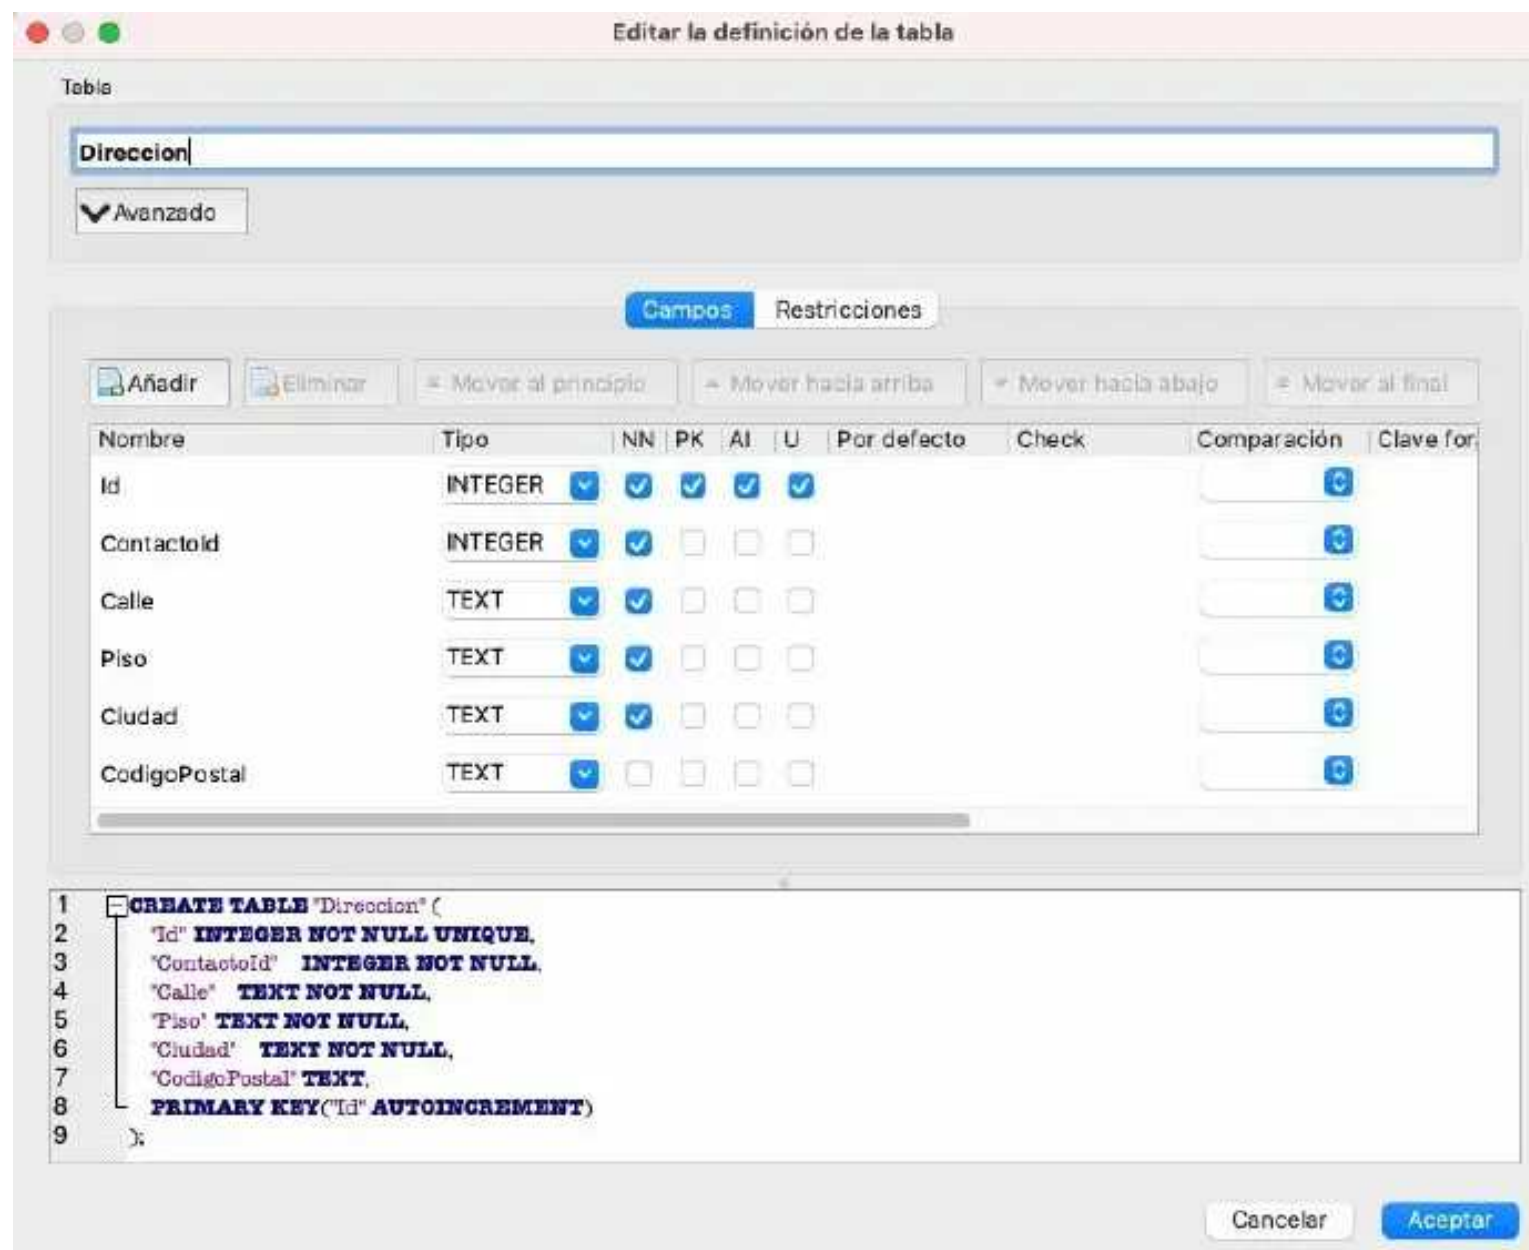 Editar la definición de la tabla
Tabla
Direccion
Avanzado
Campos Restricciones
Añadir Eliminar Mover al principio Mover hacia arriba Mover hacia abajo Mover al final
Nombre Tipo NN PK AI U Por defecto Check Comparación Clave for
Id INTEGER
ContactoId INTEGER
Calle TEXT
Piso TEXT
Ciudad TEXT
CodigoPostal TEXT
1 CREATE TABLE "Direccion" (
2 "Id" INTEGER NOT NULL UNIQUE,
3 "ContactoId" INTEGER NOT NULL,
4 "Calle" TEXT NOT NULL,
5 "Piso" TEXT NOT NULL,
6 "Ciudad" TEXT NOT NULL,
7 "CodigoPostal" TEXT,
8 PRIMARY KEY("Id" AUTOINCREMENT)
9 );
Cancelar Aceptar